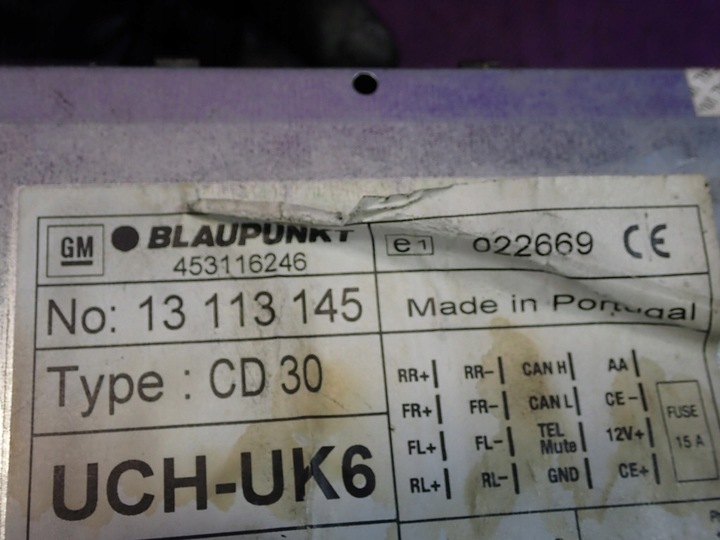 GM BLAUPUNKT
453116246
e1 022669 CE
No: 13 113 145
Made in Portugal
Type : CD 30
UCH-UK6
RR+ RR- CAN H AA
FR+ FR- CAN L CE-
FL+ FL- TEL Mute 12V+
RL+ RL- GND CE+
FUSE
15 A